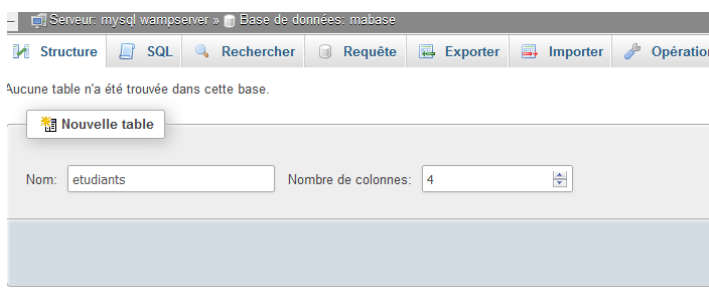 Serveur: mysql wampserver » Base de données: mabase
Structure SQL Rechercher Requête Exporter Importer Opération
Aucune table n'a été trouvée dans cette base.
Nouvelle table
Nom: etudiants Nombre de colonnes: 4